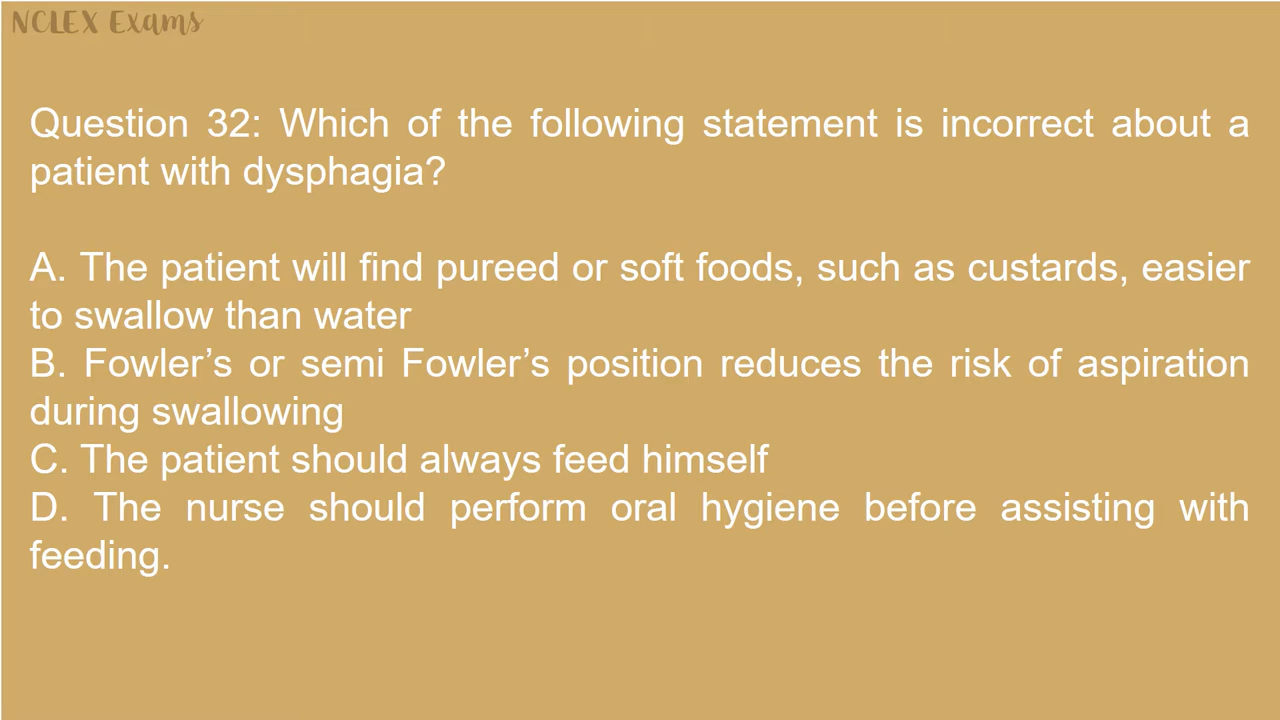 NCLEX Exams
Question 32: Which of the following statement is incorrect about a
patient with dysphagia?
A. The patient will find pureed or soft foods, such as custards, easier
to swallow than water
B. Fowler’s or semi Fowler’s position reduces the risk of aspiration
during swallowing
C. The patient should always feed himself
D. The nurse should perform oral hygiene before assisting with
feeding.